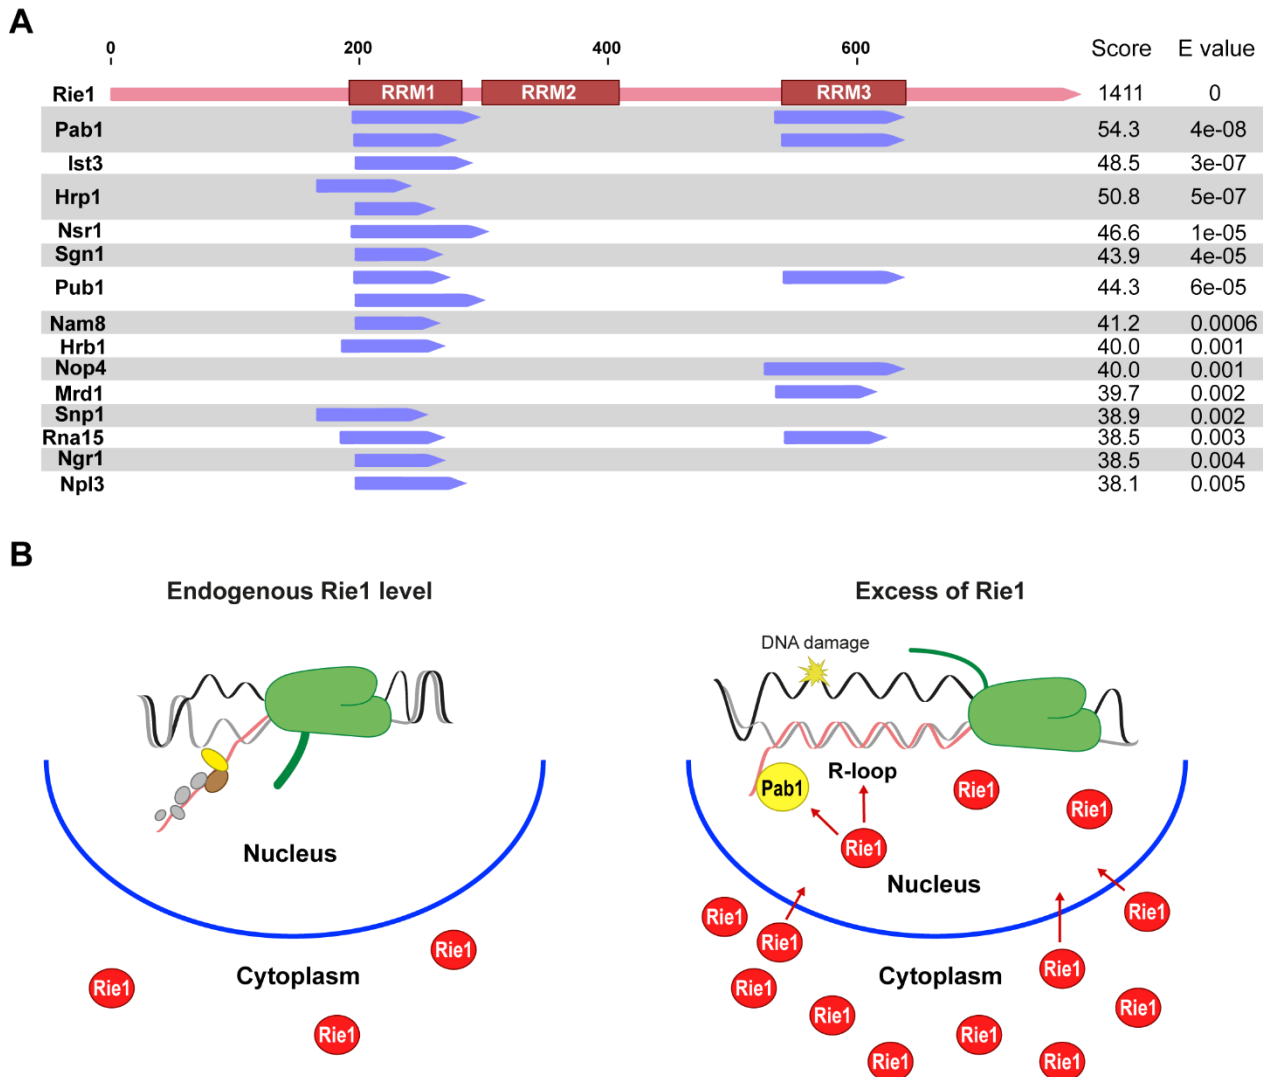 A
0 200 400 600 Score E value
Rie1 RRM1 RRM2 RRM3 1411 0
Pab1 54.3 4e-08
Ist3 48.5 3e-07
Hrp1 50.8 5e-07
Nsr1 46.6 1e-05
Sgn1 43.9 4e-05
Pub1 44.3 6e-05
Nam8 41.2 0.0006
Hrb1 40.0 0.001
Nop4 40.0 0.001
Mrd1 39.7 0.002
Snp1 38.9 0.002
Rna15 38.5 0.003
Ngr1 38.5 0.004
Npl3 38.1 0.005
B
Endogenous Rie1 level
Nucleus
Cytoplasm
Rie1
Rie1
Rie1
Excess of Rie1
DNA damage
R-loop
Pab1
Rie1
Rie1
Rie1
Nucleus
Rie1
Rie1
Rie1
Cytoplasm
Rie1
Rie1
Rie1
Rie1
Rie1
Rie1
Rie1